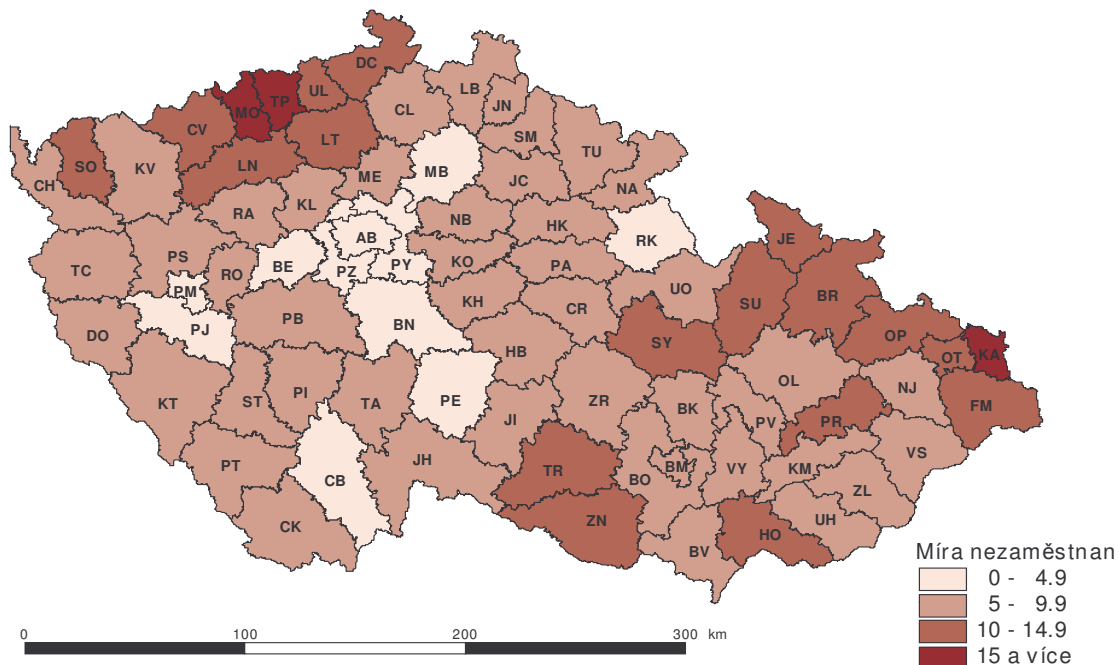 DC
LB
JN
UL
TP
MO
CL
CV
LT
SM
TU
SO
KV
LN
ME
MB
JC
NA
CH
RA
KL
NB
HK
RK
JE
AB
PS
TC
RO
BE
PZ
PY
KO
PA
PM
UO
SU
BR
KH
CR
PJ
PB
BN
DO
SY
OP
OT
KA
HB
OL
NJ
KT
ST
PI
TA
PE
ZR
BK
PV
PR
FM
JI
VS
PT
CB
JH
TR
BO
BM
VY
KM
ZL
CK
ZN
HO
UH
BV
Míra nezaměstnan
0 - 4.9
5 - 9.9
10 - 14.9
15 a více
0 100 200 300 km